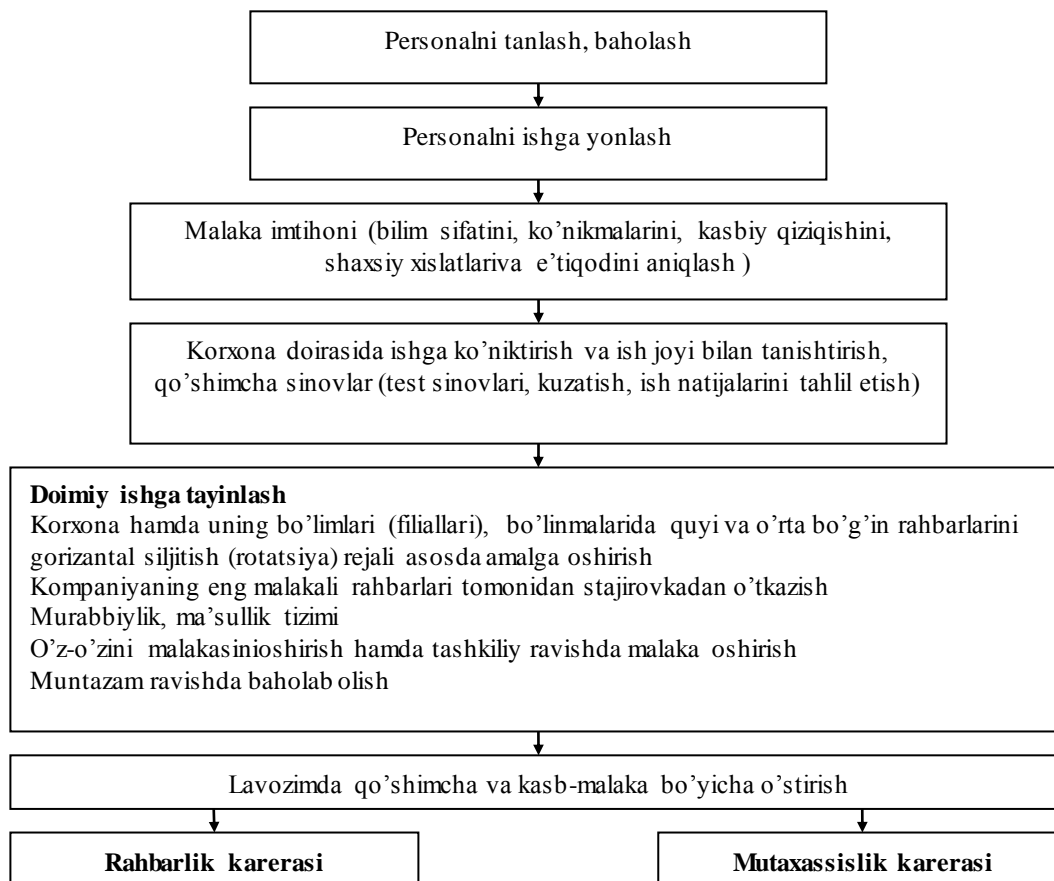 Personalni tanlash, baholash
Personalni ishga yonlash
Malaka imtihoni (bilim sifatini, ko’nikmalarini, kasbiy qiziqishini,
shaxsiy xislatlariva e’tiqodini aniqlash )
Korxona doirasida ishga ko’niktirish va ish joyi bilan tanishtirish,
qo’shimcha sinovlar (test sinovlari, kuzatish, ish natijalarini tahlil etish)
Doimiy ishga tayinlash
Korxona hamda uning bo’limlari (filiallari), bo’linmalarida quyi va o’rta bo’g’in rahbarlarini
gorizantal siljitish (rotatsiya) rejali asosda amalga oshirish
Kompaniyaning eng malakali rahbarlari tomonidan stajirovkadan o’tkazish
Murabbiylik, ma’sullik tizimi
O’z-o’zini malakasinioshirish hamda tashkiliy ravishda malaka oshirish
Muntazam ravishda baholab olish
Lavozimda qo’shimcha va kasb-malaka bo’yicha o’stirish
Rahbarlik karerasi
Mutaxassislik karerasi